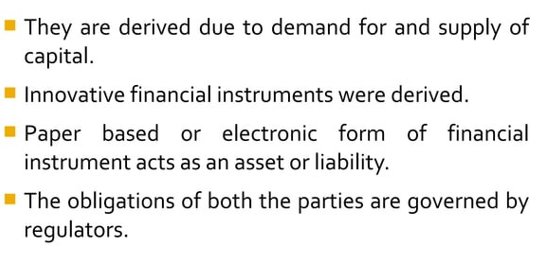 They are derived due to demand for and supply of
capital.
Innovative financial instruments were derived.
Paper based or electronic form of financial
instrument acts as an asset or liability.
The obligations of both the parties are governed by
regulators.